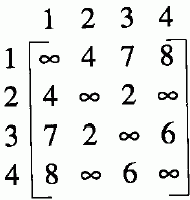 1 2 3 4
1 ∞ 4 7 8
2 4 ∞ 2 ∞
3 7 2 ∞ 6
4 8 ∞ 6 ∞